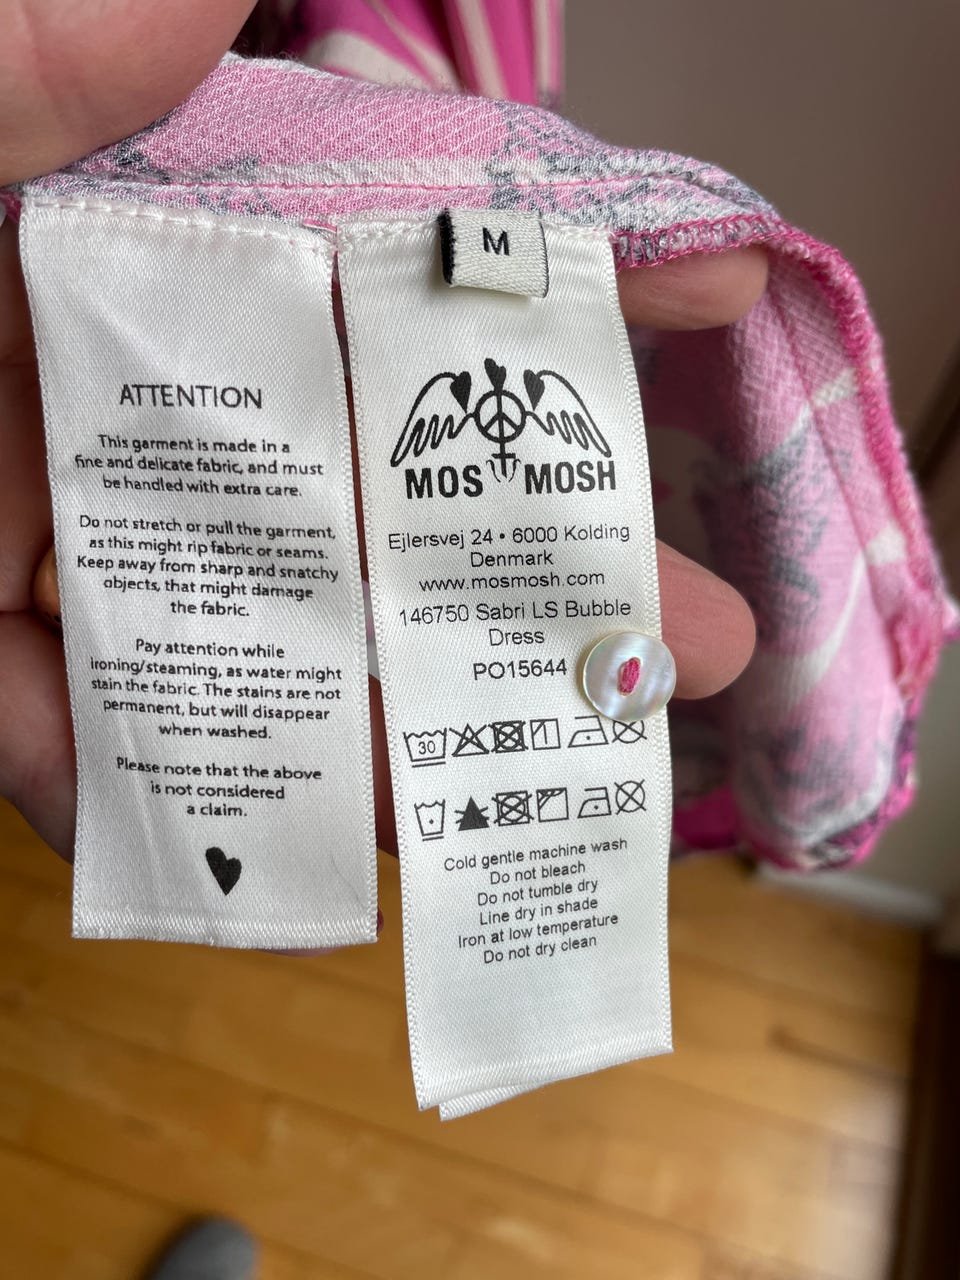 ATTENTION
This garment is made in a
fine and delicate fabric, and must
be handled with extra care.
Do not stretch or pull the garment,
as this might rip fabric or seams.
Keep away from sharp and snatchy
objects, that might damage
the fabric.
Pay attention while
ironing/steaming, as water might
stain the fabric. The stains are not
permanent, but will disappear
when washed.
Please note that the above
is not considered
a claim.
M
MOS MOSH
Ejlersvej 24 • 6000 Kolding
Denmark
www.mosmosh.com
146750 Sabri LS Bubble
Dress
PO15644
30
Cold gentle machine wash
Do not bleach
Do not tumble dry
Line dry in shade
Iron at low temperature
Do not dry clean